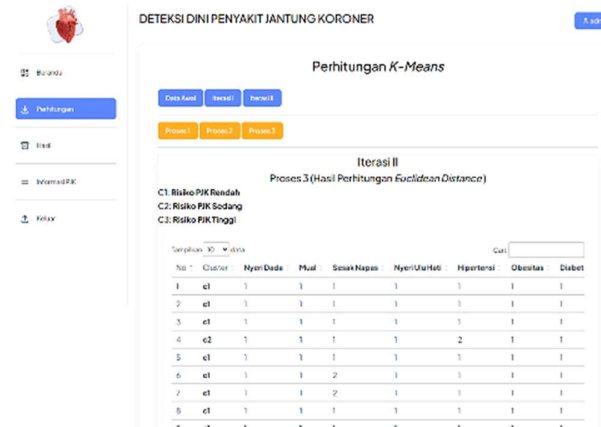 DETEKSI DINI PENYAKIT JANTUNG KORONER
Beranda
Perhitungan
Hasil
Informasi PJK
Keluar
Perhitungan K-Means
Data Awal Iterasi I Iterasi II
Proses 1 Proses 2 Proses 3
Iterasi II
Proses 3 (Hasil Perhitungan Euclidean Distance)
C1: Risiko PJK Rendah
C2: Risiko PJK Sedang
C3: Risiko PJK Tinggi
Tampilkan 10 data Cari:
No Cluster Nyeri Dada Mual Sesak Napas Nyeri Ulu Hati Hipertensi Obesitas Diabet
1 c1 1 1 1 1 1 1 1
2 c1 1 1 1 1 1 1 1
3 c1 1 1 1 1 1 1 1
4 c2 1 1 1 1 2 1 1
5 c1 1 1 1 1 1 1 1
6 c1 1 1 2 1 1 1 1
7 c1 1 1 2 1 1 1 1
8 c1 1 1 1 1 1 1 1